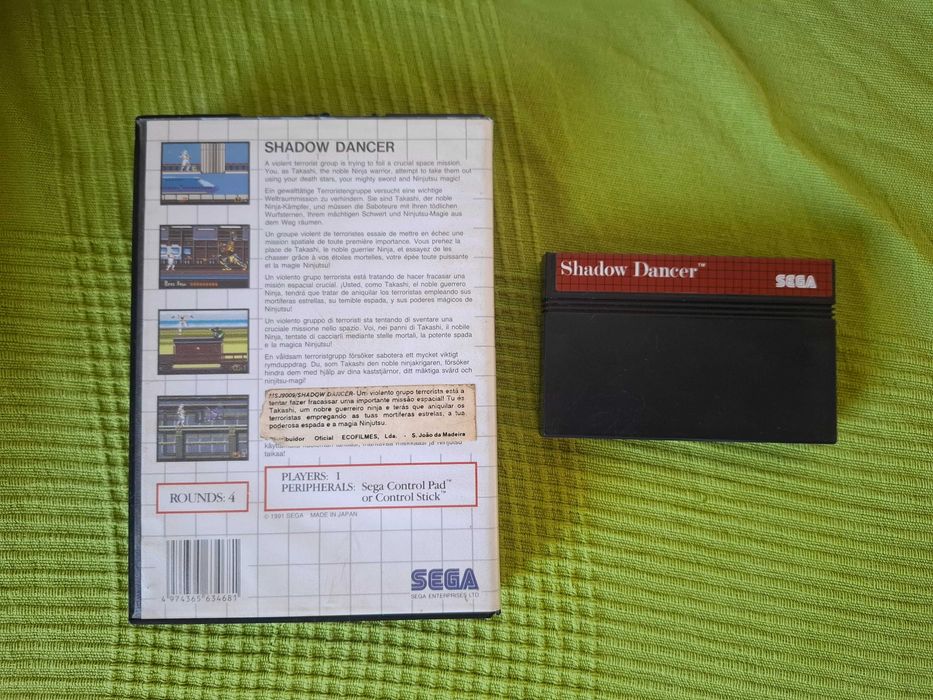 SHADOW DANCER
A violent terrorist group is trying to foil a crucial space mission.
You, as Takashi, the noble Ninja warrior, attempt to take them out
using your death stars, your mighty sword and Ninjutsu magic!
Ein gewalttätige Terroristengruppe versucht eine wichtige
Weltraummission zu verhindern. Sie sind Takashi, der noble
Ninja-Kämpfer, und müssen die Saboteure mit Ihren tödlichen
Wurfsternen, Ihrem mächtigen Schwert und Ninjutsu-Magie aus
dem Weg räumen.
Un groupe violent de terroristes essaie de mettre en échec une
mission spatiale de toute première importance. Vous prenez la
place de Takashi, le noble guerrier Ninja, et essayez de les
chasser grâce à vos étoiles mortelles, votre épée toute puissante
et la magie Ninjutsu!
Un violento grupo terrorista está tratando de hacer fracasar una
misión espacial crucial. ¡Usted, como Takashi, el noble guerrero
Ninja, tendrá que tratar de aniquilar los terroristas empleando sus
mortíferas estrellas, su temible espada, y sus poderes mágicos de
Ninjutsu!
Un violento gruppo di terroristi sta tentando di sventare una
cruciale missione nello spazio. Voi, nei panni di Takashi, il nobile
Ninja, tentate di cacciarli mediante stelle mortali, la potente spada
e la magica Ninjutsu!
En våldsam terroristgrupp försöker sabotera ett mycket viktigt
rymduppdrag. Du, som Takashi den noble ninjakrigaren, försöker
hindra dem med hjälp av dina kaststjärnor, ditt mäktiga svärd och
ninjitsu-magi!
SHADOW DANCER- Um violento grupo terrorista está a
tentar fazer fracassar uma importante missão espacial! Tu és
Takashi, um nobre guerreiro ninja e terás que aniquilar os
terroristas empregando as tuas mortíferas estrelas, a tua
poderosa espada e a magia Ninjutsu.
Oficial ECOFILMES, Lda. - S. João da Madeira
taikaa!
ROUNDS: 4
PLAYERS: 1
PERIPHERALS: Sega Control Pad™
or Control Stick™
© 1991 SEGA MADE IN JAPAN
4 974365 634681
SEGA
SEGA ENTERPRISES LTD.
Shadow Dancer™
SEGA